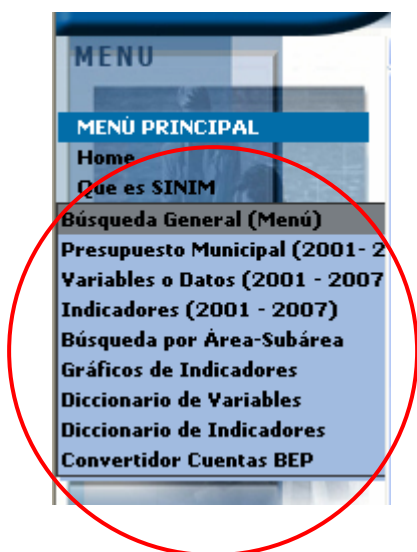 MENU
MENÚ PRINCIPAL
Home
Que es SINIM
Búsqueda General (Menú)
Presupuesto Municipal (2001- 2
Variables o Datos (2001 - 2007
Indicadores (2001 - 2007)
Búsqueda por Área-Subárea
Gráficos de Indicadores
Diccionario de Variables
Diccionario de Indicadores
Convertidor Cuentas BEP